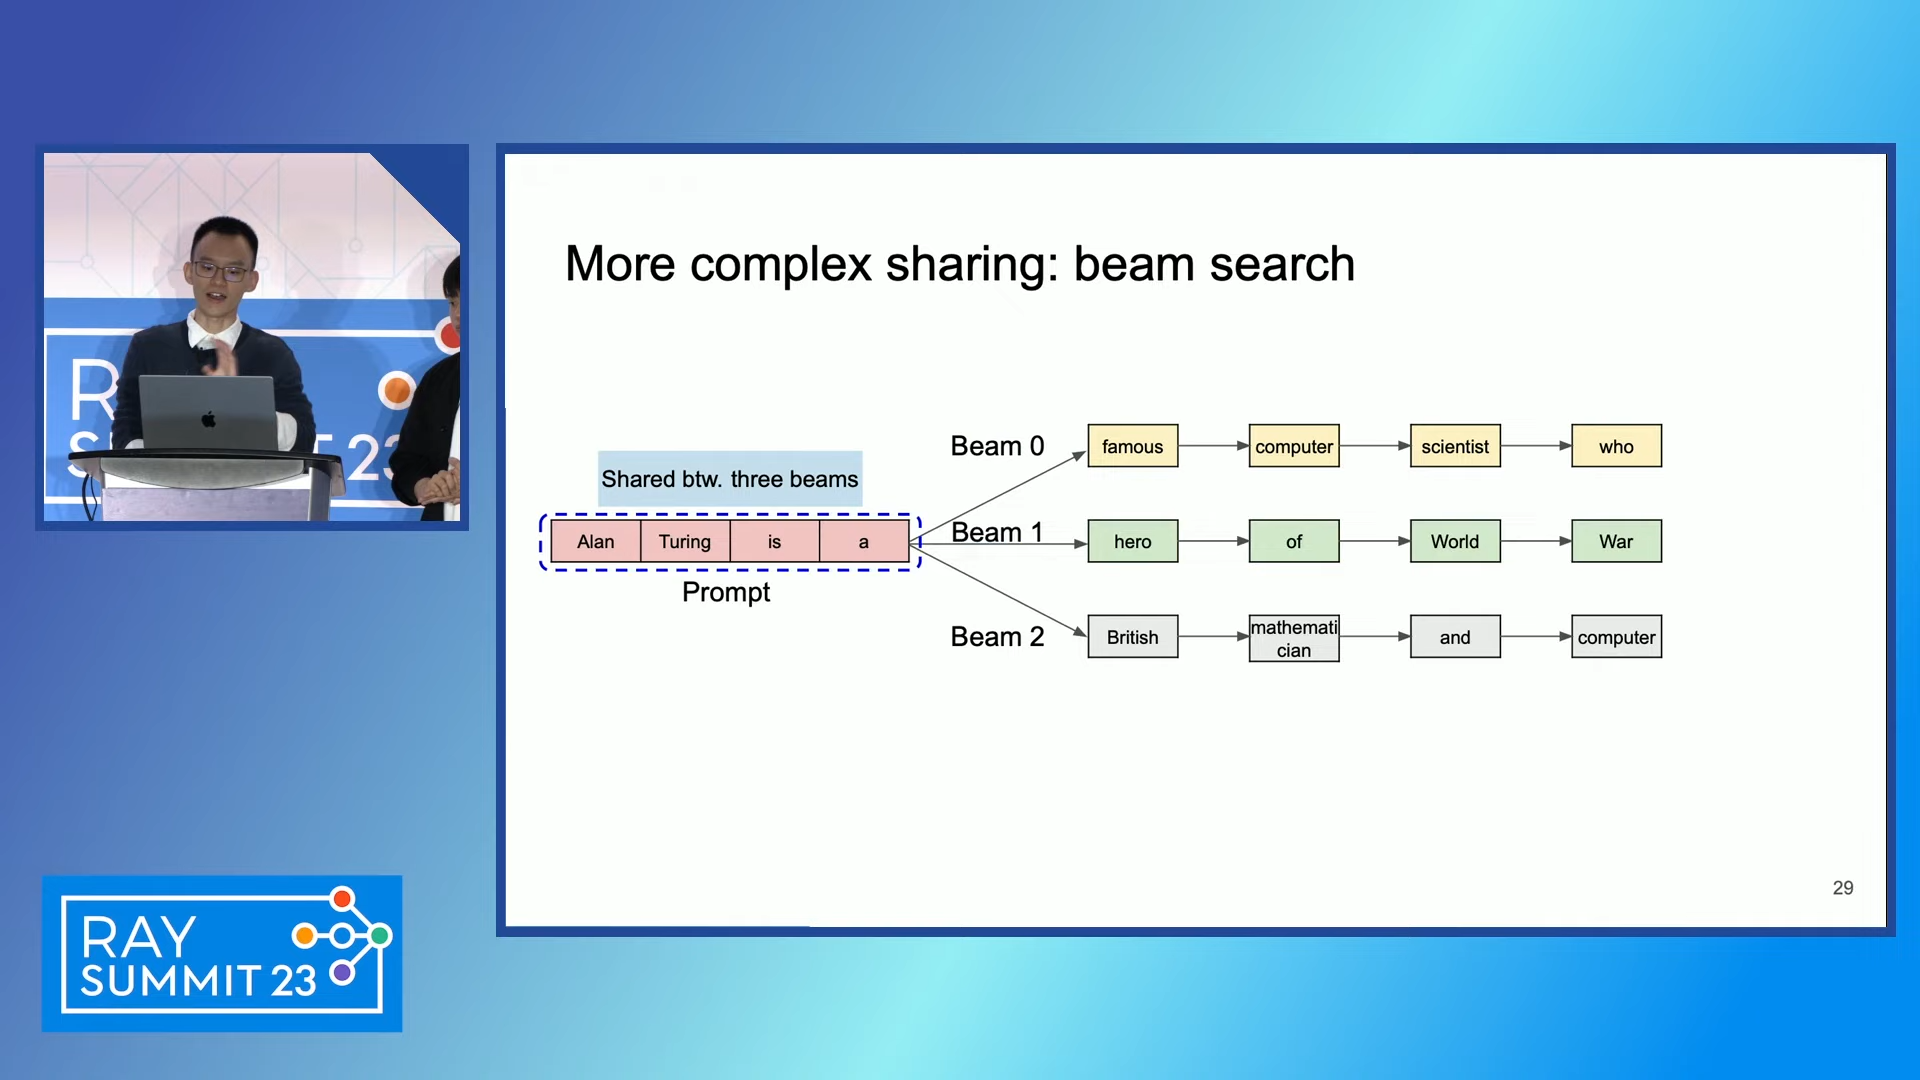 More complex sharing: beam search
Shared btw. three beams
Alan Turing is a
Prompt
Beam 0
famous computer scientist who
Beam 1
hero of World War
Beam 2
British mathemati
cian and computer
29
RAY
SUMMIT 23